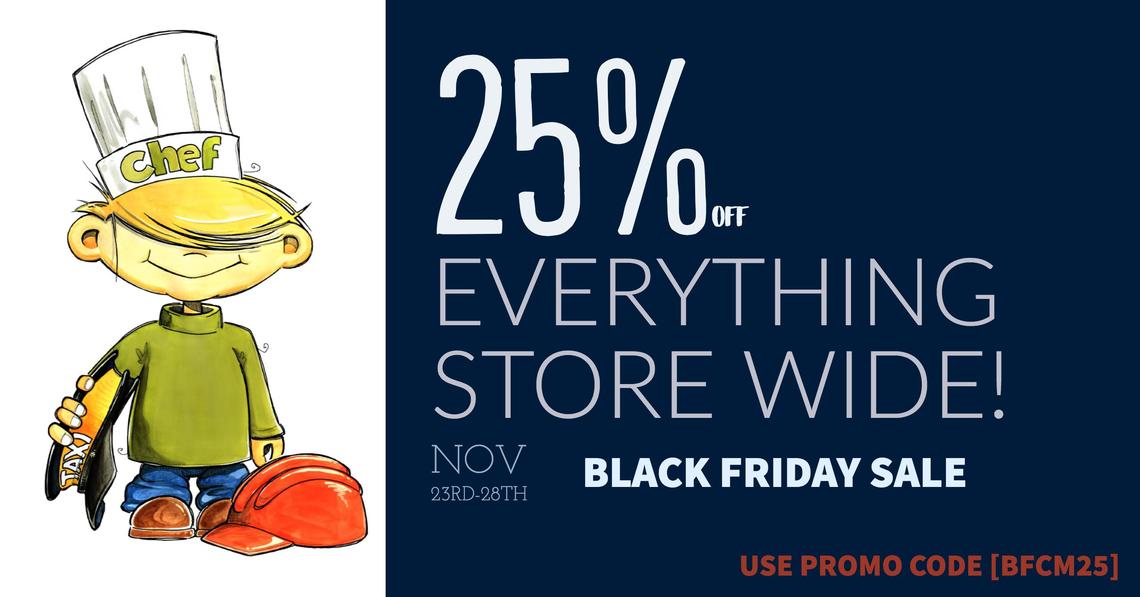 chef
TAXI
25% OFF
EVERYTHING
STORE WIDE!
NOV
23RD-28TH
BLACK FRIDAY SALE
USE PROMO CODE [BFCM25]